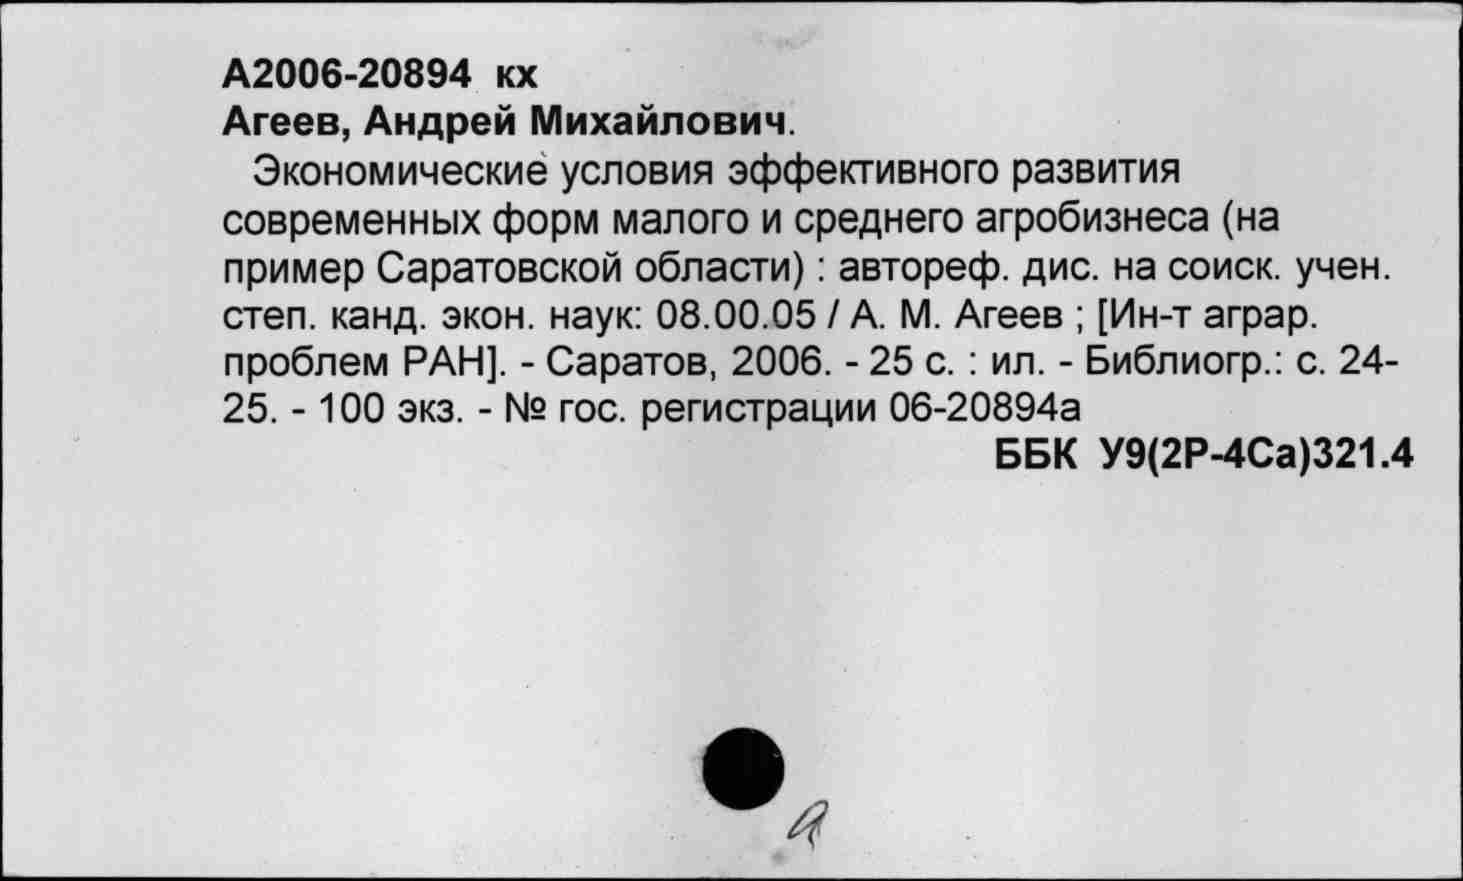 А2006-20894 кх
Агеев, Андрей Михайлович.
Экономические условия эффективного развития
современных форм малого и среднего агробизнеса (на
пример Саратовской области) : автореф. дис. на соиск. учен.
степ. канд. экон. наук: 08.00.05 / А. М. Агеев ; [Ин-т аграр.
проблем РАН]. - Саратов, 2006. - 25 с. : ил. - Библиогр.: с. 24-
25. - 100 экз. - № гос. регистрации 06-20894а
ББК У9(2Р-4Са)321.4